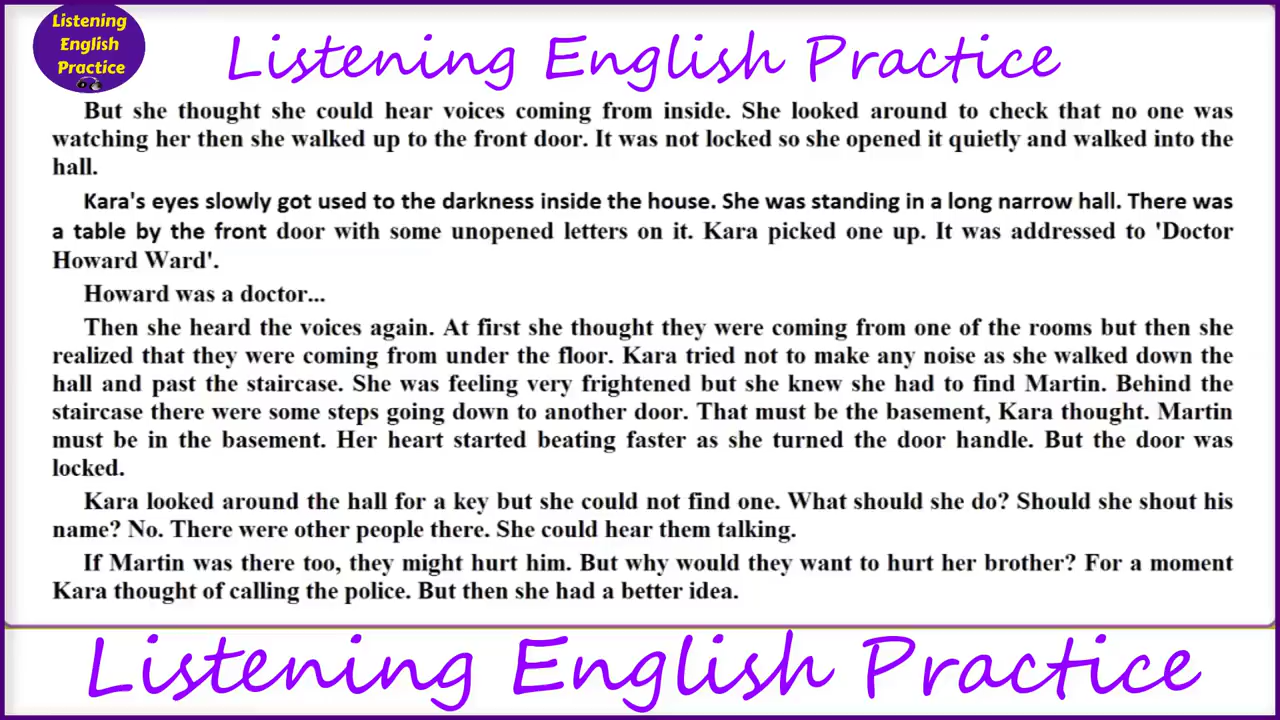 Listening
English
Practice
Listening English Practice
But she thought she could hear voices coming from inside. She looked around to check that no one was
watching her then she walked up to the front door. It was not locked so she opened it quietly and walked into the
hall.
Kara's eyes slowly got used to the darkness inside the house. She was standing in a long narrow hall. There was
a table by the front door with some unopened letters on it. Kara picked one up. It was addressed to 'Doctor
Howard Ward'.
Howard was a doctor...
Then she heard the voices again. At first she thought they were coming from one of the rooms but then she
realized that they were coming from under the floor. Kara tried not to make any noise as she walked down the
hall and past the staircase. She was feeling very frightened but she knew she had to find Martin. Behind the
staircase there were some steps going down to another door. That must be the basement, Kara thought. Martin
must be in the basement. Her heart started beating faster as she turned the door handle. But the door was
locked.
Kara looked around the hall for a key but she could not find one. What should she do? Should she shout his
name? No. There were other people there. She could hear them talking.
If Martin was there too, they might hurt him. But why would they want to hurt her brother? For a moment
Kara thought of calling the police. But then she had a better idea.
Listening English Practice